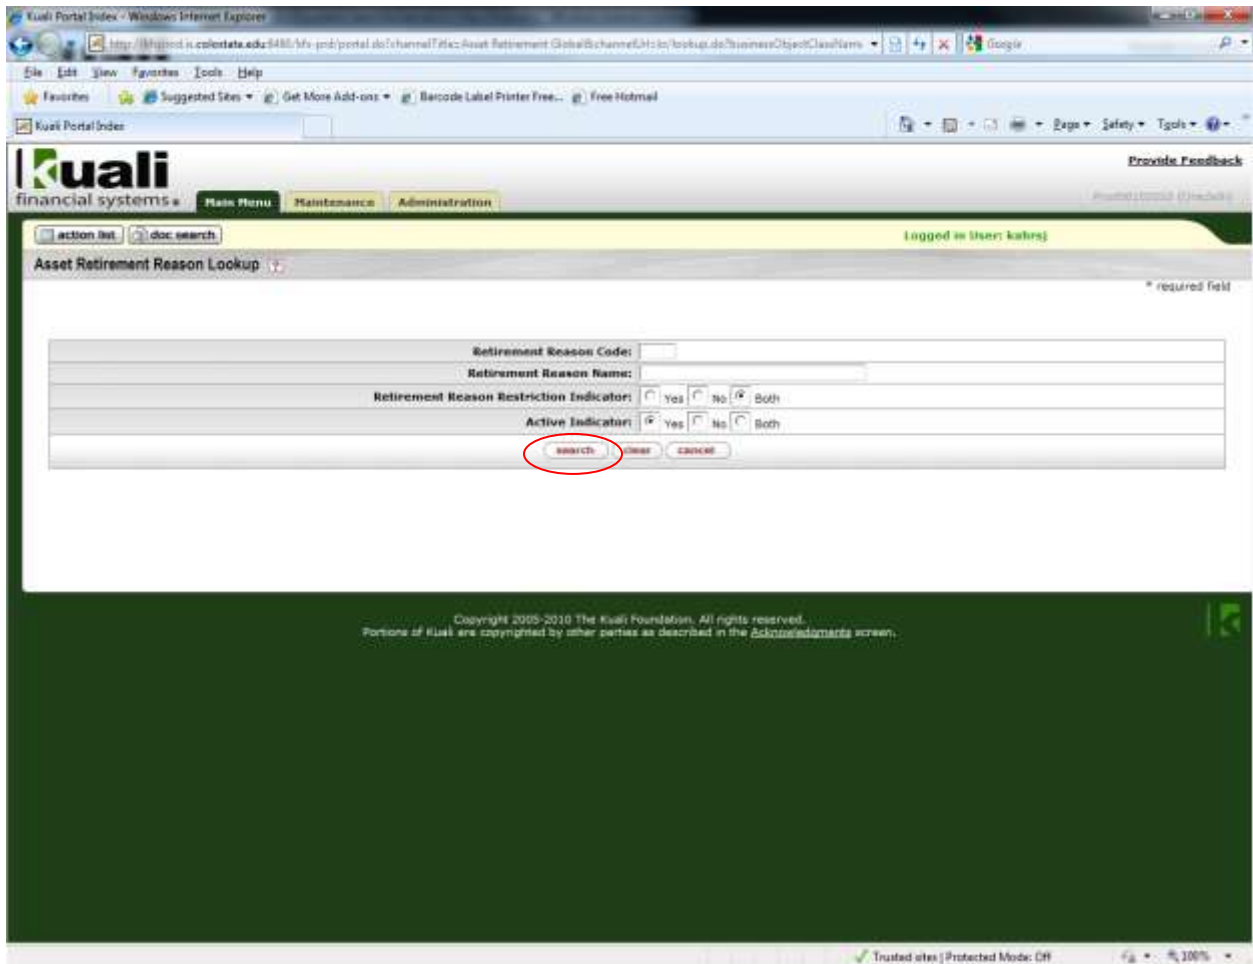 Kuali Portal Index - Windows Internet Explorer
File Edit View Favorites Tools Help
Favorites Suggested Sites Get More Add-ons Barcode Label Printer Free... Free Hotmail
Kuali Portal Index Page Safety Tools
Google
Kuali
financial systems
Provide Feedback
Main Menu Maintenance Administration
action list doc search Logged in User: kahrsj
Asset Retirement Reason Lookup ?
* required field
Retirement Reason Code:
Retirement Reason Name:
Retirement Reason Restriction Indicator: Yes No Both
Active Indicator: Yes No Both
search clear cancel
Copyright 2005-2010 The Kuali Foundation. All rights reserved.
Portions of Kuali are copyrighted by other parties as described in the Acknowledgments screen.
Trusted sites | Protected Mode: Off 100%